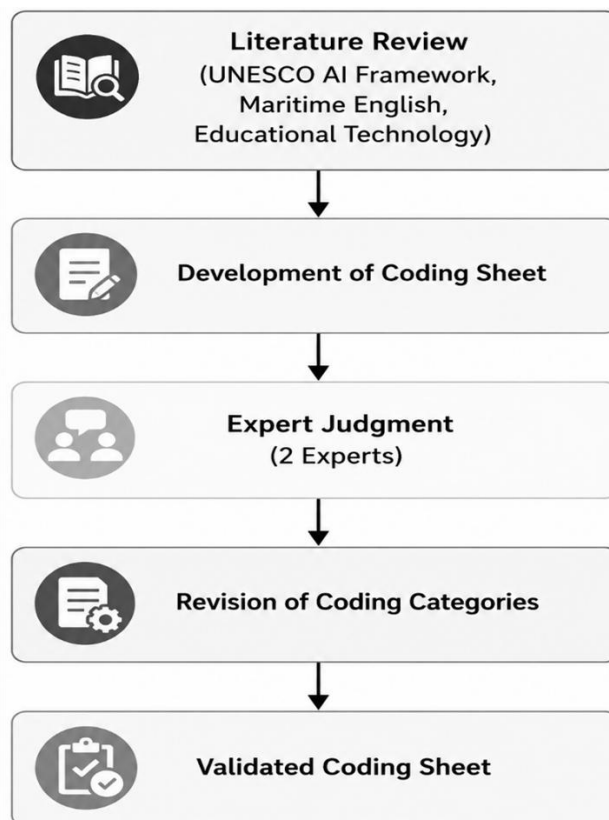 Literature Review
(UNESCO AI Framework,
Maritime English,
Educational Technology)
Development of Coding Sheet
Expert Judgment
(2 Experts)
Revision of Coding Categories
Validated Coding Sheet